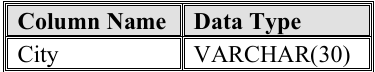 Column Name Data Type
City VARCHAR(30)